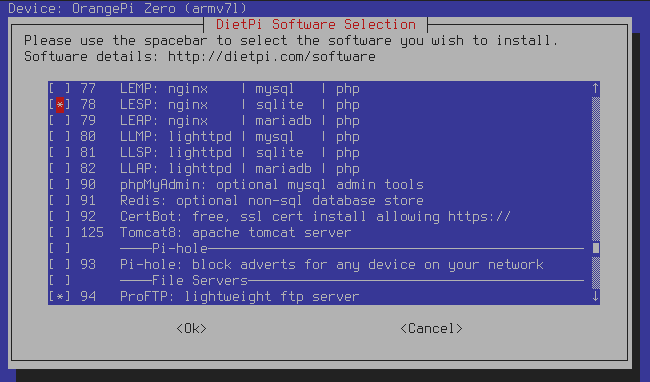 Device: OrangePi Zero (armv7l)
DietPi Software Selection
Please use the spacebar to select the software you wish to install.
Software details: http://dietpi.com/software
[ ] 77 LEMP: nginx | mysql | php ↑
[*] 78 LESP: nginx | sqlite | php
[ ] 79 LEAP: nginx | mariadb | php
[ ] 80 LLMP: lighttpd | mysql | php
[ ] 81 LLSP: lighttpd | sqlite | php
[ ] 82 LLAP: lighttpd | mariadb | php
[ ] 90 phpMyAdmin: optional mysql admin tools
[ ] 91 Redis: optional non-sql database store
[ ] 92 CertBot: free, ssl cert install allowing https://
[ ] 125 Tomcat8: apache tomcat server
[ ] ────Pi-hole────
[ ] 93 Pi-hole: block adverts for any device on your network
[ ] ────File Servers────
[*] 94 ProFTP: lightweight ftp server ↓
<Ok> <Cancel>